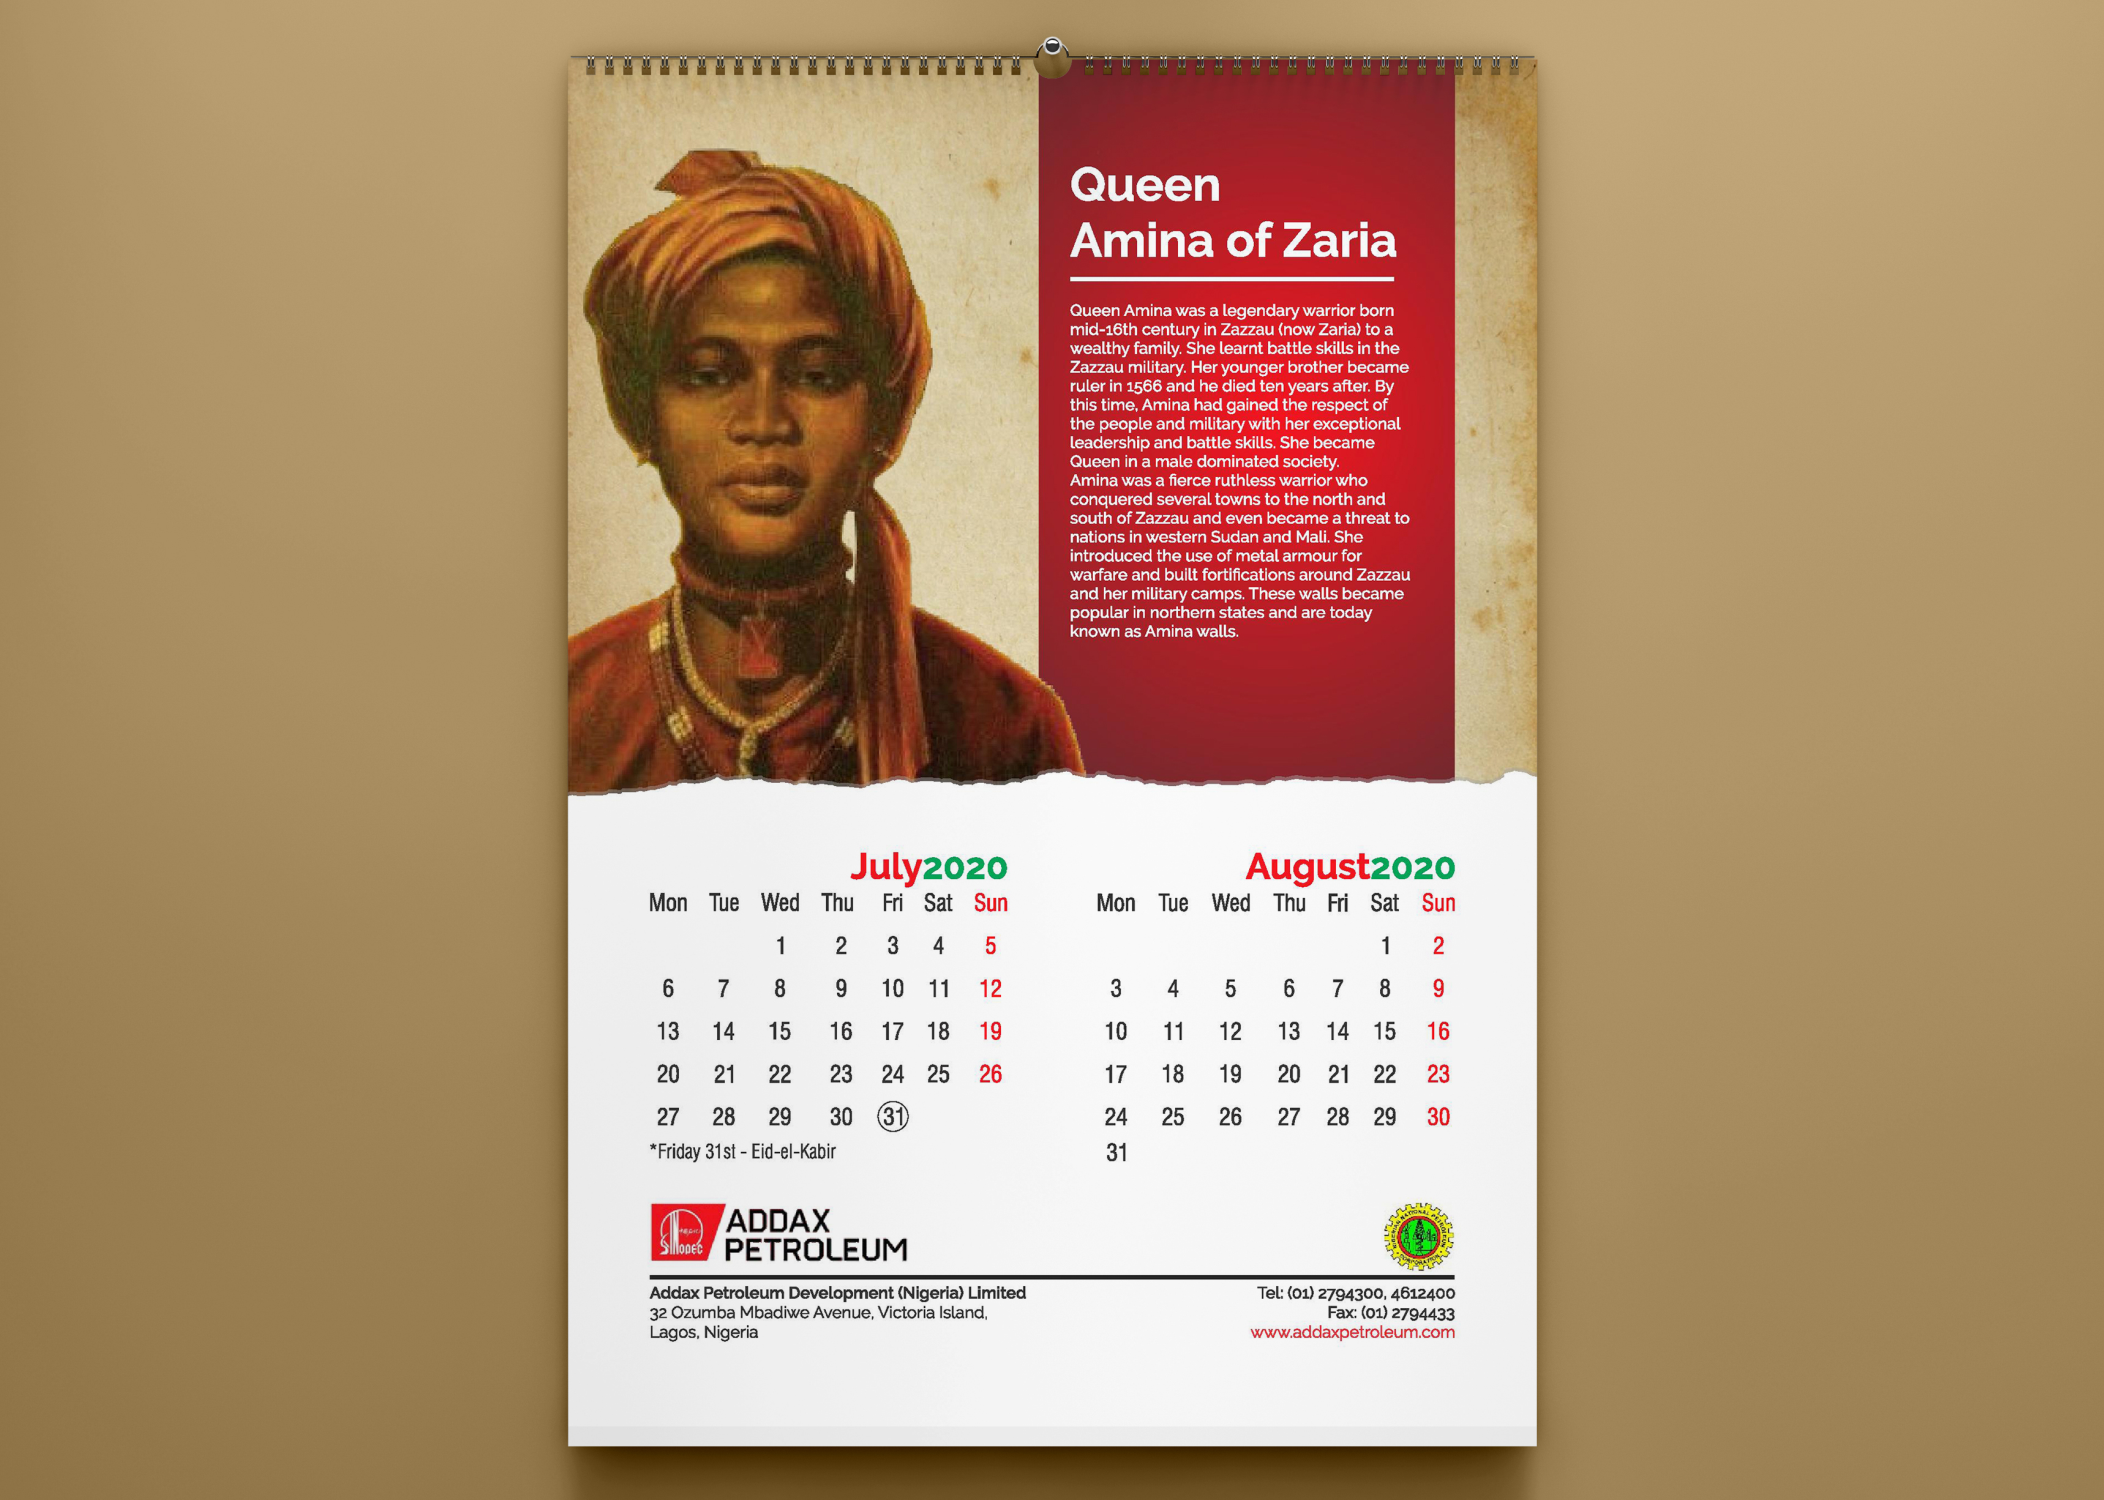 Queen
Amina of Zaria
Queen Amina was a legendary warrior born
mid-16th century in Zazzau (now Zaria) to a
wealthy family. She learnt battle skills in the
Zazzau military. Her younger brother became
ruler in 1566 and he died ten years after. By
this time, Amina had gained the respect of
the people and military with her exceptional
leadership and battle skills. She became
Queen in a male dominated society.
Amina was a fierce ruthless warrior who
conquered several towns to the north and
south of Zazzau and even became a threat to
nations in western Sudan and Mali. She
introduced the use of metal armour for
warfare and built fortifications around Zazzau
and her military camps. These walls became
popular in northern states and are today
known as Amina walls.
July2020
Mon Tue Wed Thu Fri Sat Sun
1 2 3 4 5
6 7 8 9 10 11 12
13 14 15 16 17 18 19
20 21 22 23 24 25 26
27 28 29 30 31
*Friday 31st - Eid-el-Kabir
August2020
Mon Tue Wed Thu Fri Sat Sun
1 2
3 4 5 6 7 8 9
10 11 12 13 14 15 16
17 18 19 20 21 22 23
24 25 26 27 28 29 30
31
SINOPEC
ADDAX
PETROLEUM
NIGERIAN NATIONAL PETROLEUM
CORPORATION
Addax Petroleum Development (Nigeria) Limited
32 Ozumba Mbadiwe Avenue, Victoria Island,
Lagos, Nigeria
Tel: (01) 2794300, 4612400
Fax: (01) 2794433
www.addaxpetroleum.com